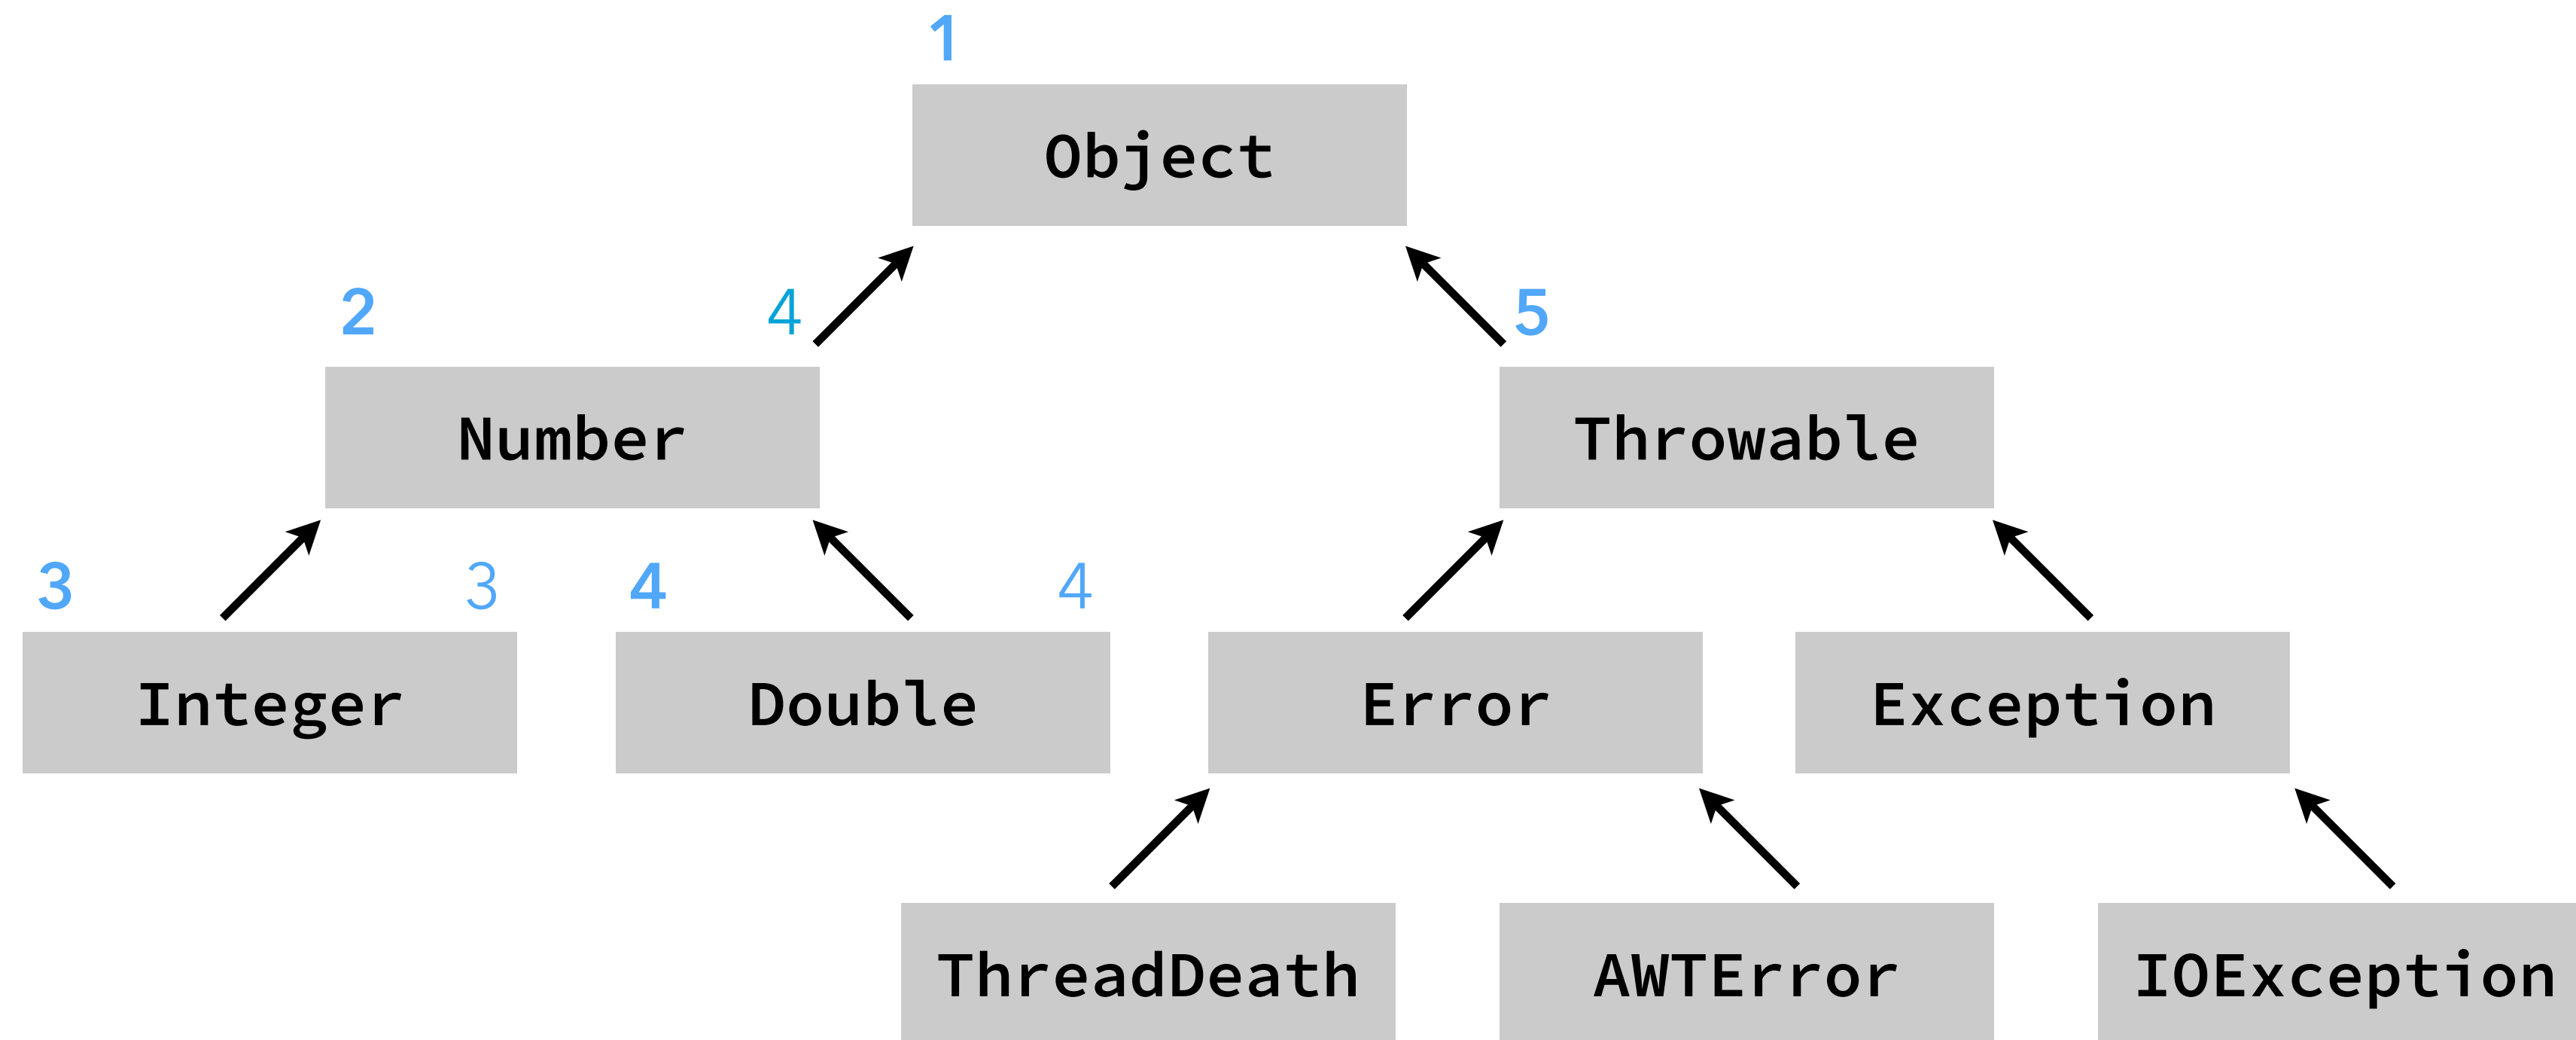 1
Object
2 4 5
Number Throwable
3 3 4 4
Integer Double Error Exception
ThreadDeath AWTError IOException